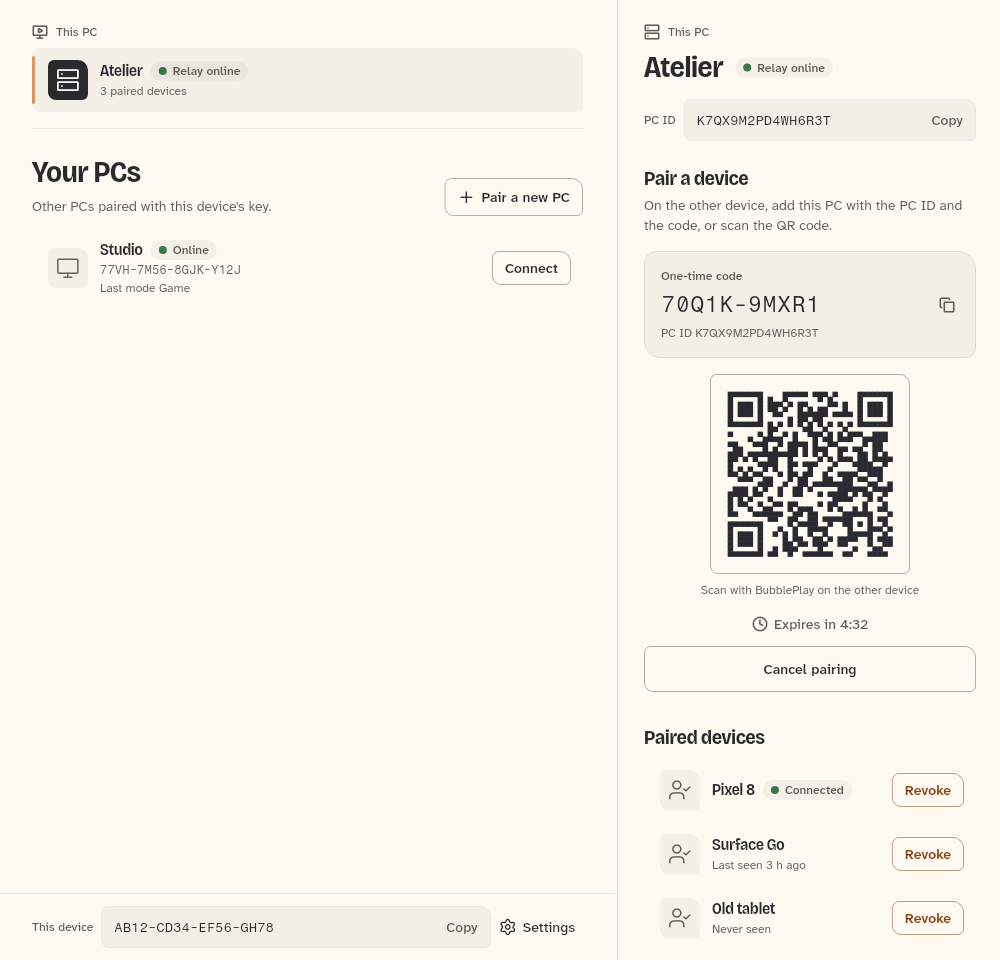 This PC
Atelier
Relay online
3 paired devices
Your PCs
Other PCs paired with this device's key.
Pair a new PC
Studio
Online
77VH-7M56-8GJK-Y12J
Last mode Game
Connect
This device
AB12-CD34-EF56-GH78
Copy
Settings
This PC
Atelier
Relay online
PC ID
K7QX9M2PD4WH6R3T
Copy
Pair a device
On the other device, add this PC with the PC ID and
the code, or scan the QR code.
One-time code
70Q1K-9MXR1
PC ID K7QX9M2PD4WH6R3T
Scan with BubblePlay on the other device
Expires in 4:32
Cancel pairing
Paired devices
Pixel 8
Connected
Revoke
Surface Go
Last seen 3 h ago
Revoke
Old tablet
Never seen
Revoke